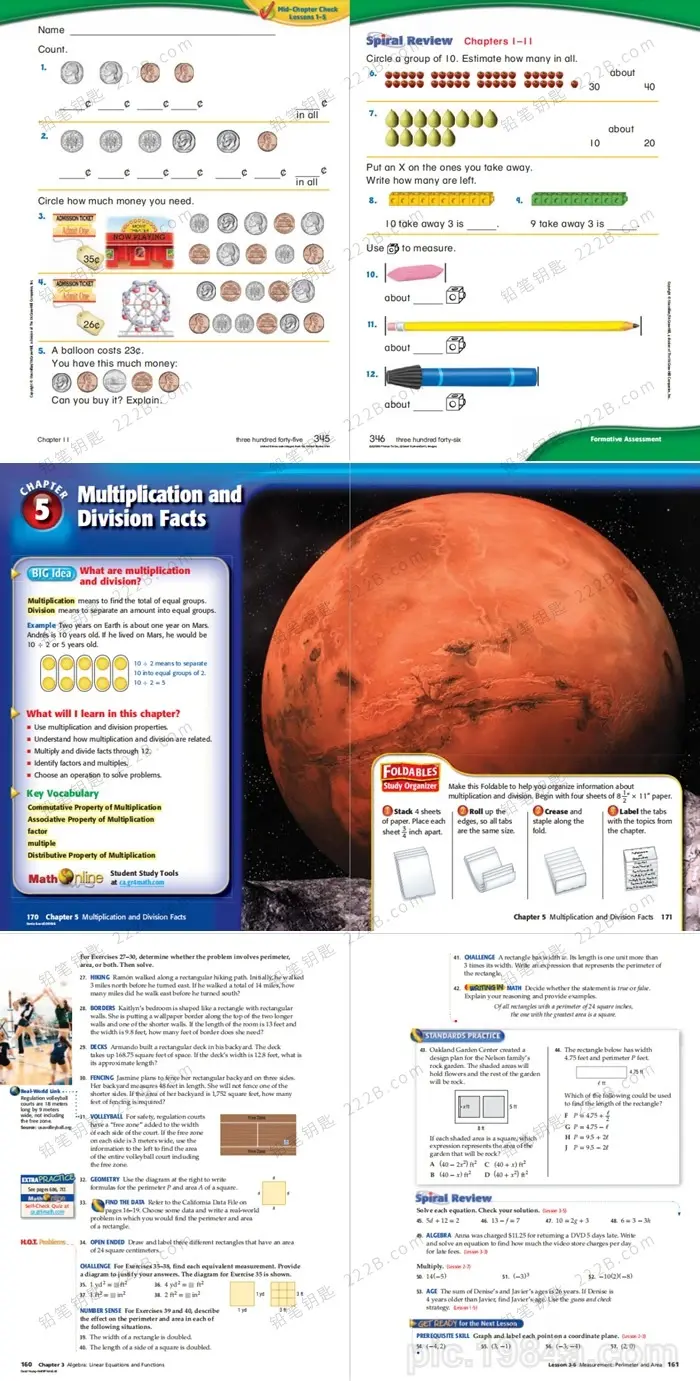 Mid-Chapter Check
Lessons 1–5
Name
Count.
1.
¢ ¢ ¢ ¢ ¢
in all
2.
¢ ¢ ¢ ¢ ¢ ¢ ¢
in all
Circle how much money you need.
3. ADMISSION TICKET
Admit One
NOW PLAYING
35¢
4. ADMISSION TICKET
Admit One
26¢
5. A balloon costs 23¢.
You have this much money:
Can you buy it? Explain.
Chapter 11 three hundred forty-five 345
Spiral Review Chapters 1–11
Circle a group of 10. Estimate how many in all.
6. about
30 40
7. about
10 20
Put an X on the ones you take away.
Write how many are left.
8. 9.
10 take away 3 is ____. 9 take away 3 is ____.
Use to measure.
10.
about
11.
about
12.
about
346 three hundred forty-six Formative Assessment
CHAPTER
5
Multiplication and
Division Facts
BIG Idea What are multiplication
and division?
Multiplication means to find the total of equal groups.
Division means to separate an amount into equal groups.
Example Two years on Earth is about one year on Mars.
Andrés is 10 years old. If he lived on Mars, he would be
10 ÷ 2 or 5 years old.
10 ÷ 2 means to separate
10 into equal groups of 2.
10 ÷ 2 = 5
What will I learn in this chapter?
Use multiplication and division properties.
Understand how multiplication and division are related.
Multiply and divide facts through 12.
Identify factors and multiples.
Choose an operation to solve problems.
Key Vocabulary
Commutative Property of Multiplication
Associative Property of Multiplication
factor
multiple
Distributive Property of Multiplication
Math Online Student Study Tools
at ca.gr4math.com
170 Chapter 5 Multiplication and Division Facts
FOLDABLES
Study Organizer
Make this Foldable to help you organize information about
multiplication and division. Begin with four sheets of 8 1/2" × 11" paper.
1 Stack 4 sheets
of paper. Place each
sheet 3/4 inch apart.
2 Roll up the
edges, so all tabs
are the same size.
3 Crease and
staple along the
fold.
4 Label the tabs
with the topics from
the chapter.
Chapter 5 Multiplication and Division Facts 171
For Exercises 27–30, determine whether the problem involves perimeter,
area, or both. Then solve.
27. HIKING Ramón walked along a rectangular hiking path. Initially, he walked
3 miles north before he turned east. If he walked a total of 14 miles, how
many miles did he walk east before he turned south?
28. BORDERS Kaitlyn's bedroom is shaped like a rectangle with rectangular
walls. She is putting a wallpaper border along the top of the two longer
walls and one of the shorter walls. If the length of the room is 13 feet and
the width is 9.8 feet, how many feet of border does she need?
29. DECKS Armando built a rectangular deck in his backyard. The deck
takes up 168.75 square feet of space. If the deck's width is 12.8 feet, what is
its approximate length?
30. FENCING Jasmine plans to fence her rectangular backyard on three sides.
Her backyard measures 48 feet in length. She will not fence one of the
shorter sides. If the area of her backyard is 1,752 square feet, how many
feet of fencing is required?
Real-World Link
Regulation volleyball
courts are 18 meters
long by 9 meters
wide, not including
the free zone.
Source: usavolleyball.org
31. VOLLEYBALL For safety, regulation courts
have a "free zone" added to the width
of each side of the court. If the free zone
on each side is 3 meters wide, use the
information to the left to find the area
of the entire volleyball court including
the free zone.
Free Zone
Free Zone
EXTRA PRACTICE
See pages 686, 712.
Math Online
Self-Check Quiz at
ca.gr7math.com
32. GEOMETRY Use the diagram at the right to write
formulas for the perimeter P and area A of a square.
33. FIND THE DATA Refer to the California Data File on
pages 16–19. Choose some data and write a real-world
problem in which you would find the perimeter and area
of a rectangle.
H.O.T. Problems
34. OPEN ENDED Draw and label three different rectangles that have an area
of 24 square centimeters.
CHALLENGE For Exercises 35–38, find each equivalent measurement. Provide
a diagram to justify your answers. The diagram for Exercise 35 is shown.
35. 1 yd² = ■ ft² 36. 4 yd² = ■ ft²
37. 1 ft² = ■ in² 38. 2 ft² = ■ in²
1 yd 1 yd 3 ft 3 ft
NUMBER SENSE For Exercises 39 and 40, describe
the effect on the perimeter and area in each of
the following situations.
39. The width of a rectangle is doubled.
40. The length of a side of a square is doubled.
160 Chapter 3 Algebra: Linear Equations and Functions
41. CHALLENGE A rectangle has width w. Its length is one unit more than
3 times its width. Write an expression that represents the perimeter of
the rectangle.
42. WRITING IN MATH Decide whether the statement is true or false.
Explain your reasoning and provide examples.
Of all rectangles with a perimeter of 24 square inches,
the one with the greatest area is a square.
STANDARDS PRACTICE
43. Oakland Garden Center created a
design for the Nelson family's
rock garden. The shaded areas will
hold flowers and the rest of the garden
will be rock.
x ft 5 ft
8 ft
If each shaded area is a square, which
expression represents the area of the
garden that will be rock?
A (40 − 2x²) ft² C (40 + x) ft²
B (40 − x) ft² D (40 + x²) ft²
44. The rectangle below has width
4.75 feet and perimeter P feet.
4.75 ft
ℓ ft
Which of the following could be used
to find the length of the rectangle?
F P = 4.75 + ℓ/2
G P = 4.75 − ℓ
H P = 9.5 + 2ℓ
J P = 9.5 − 2ℓ
Spiral Review
Solve each equation. Check your solution. (Lesson 3-5)
45. 5d + 12 = 2 46. 13 − f = 7 47. 10 = 2g + 3 48. 6 = 3 − 3h
49. ALGEBRA Anna was charged $11.25 for returning a DVD 5 days late. Write
and solve an equation to find how much the video store charges per day
for late fees. (Lesson 3-3)
Multiply. (Lesson 2-7)
50. 14(−5) 51. (−3)³ 52. −10(2)(−8)
53. AGE The sum of Denise's and Javier's ages is 26 years. If Denise is
4 years older than Javier, find Javier's age. Use the guess and check
strategy. (Lesson 1-5)
GET READY for the Next Lesson
PREREQUISITE SKILL Graph and label each point on a coordinate plane. (Lesson 2-3)
54. (−4, 2) 55. (3, −1) 56. (−3, −4) 57. (2, 0)
Lesson 3-6 Measurement: Perimeter and Area 161
铅笔钥匙 222B.com
pic.1984a.com